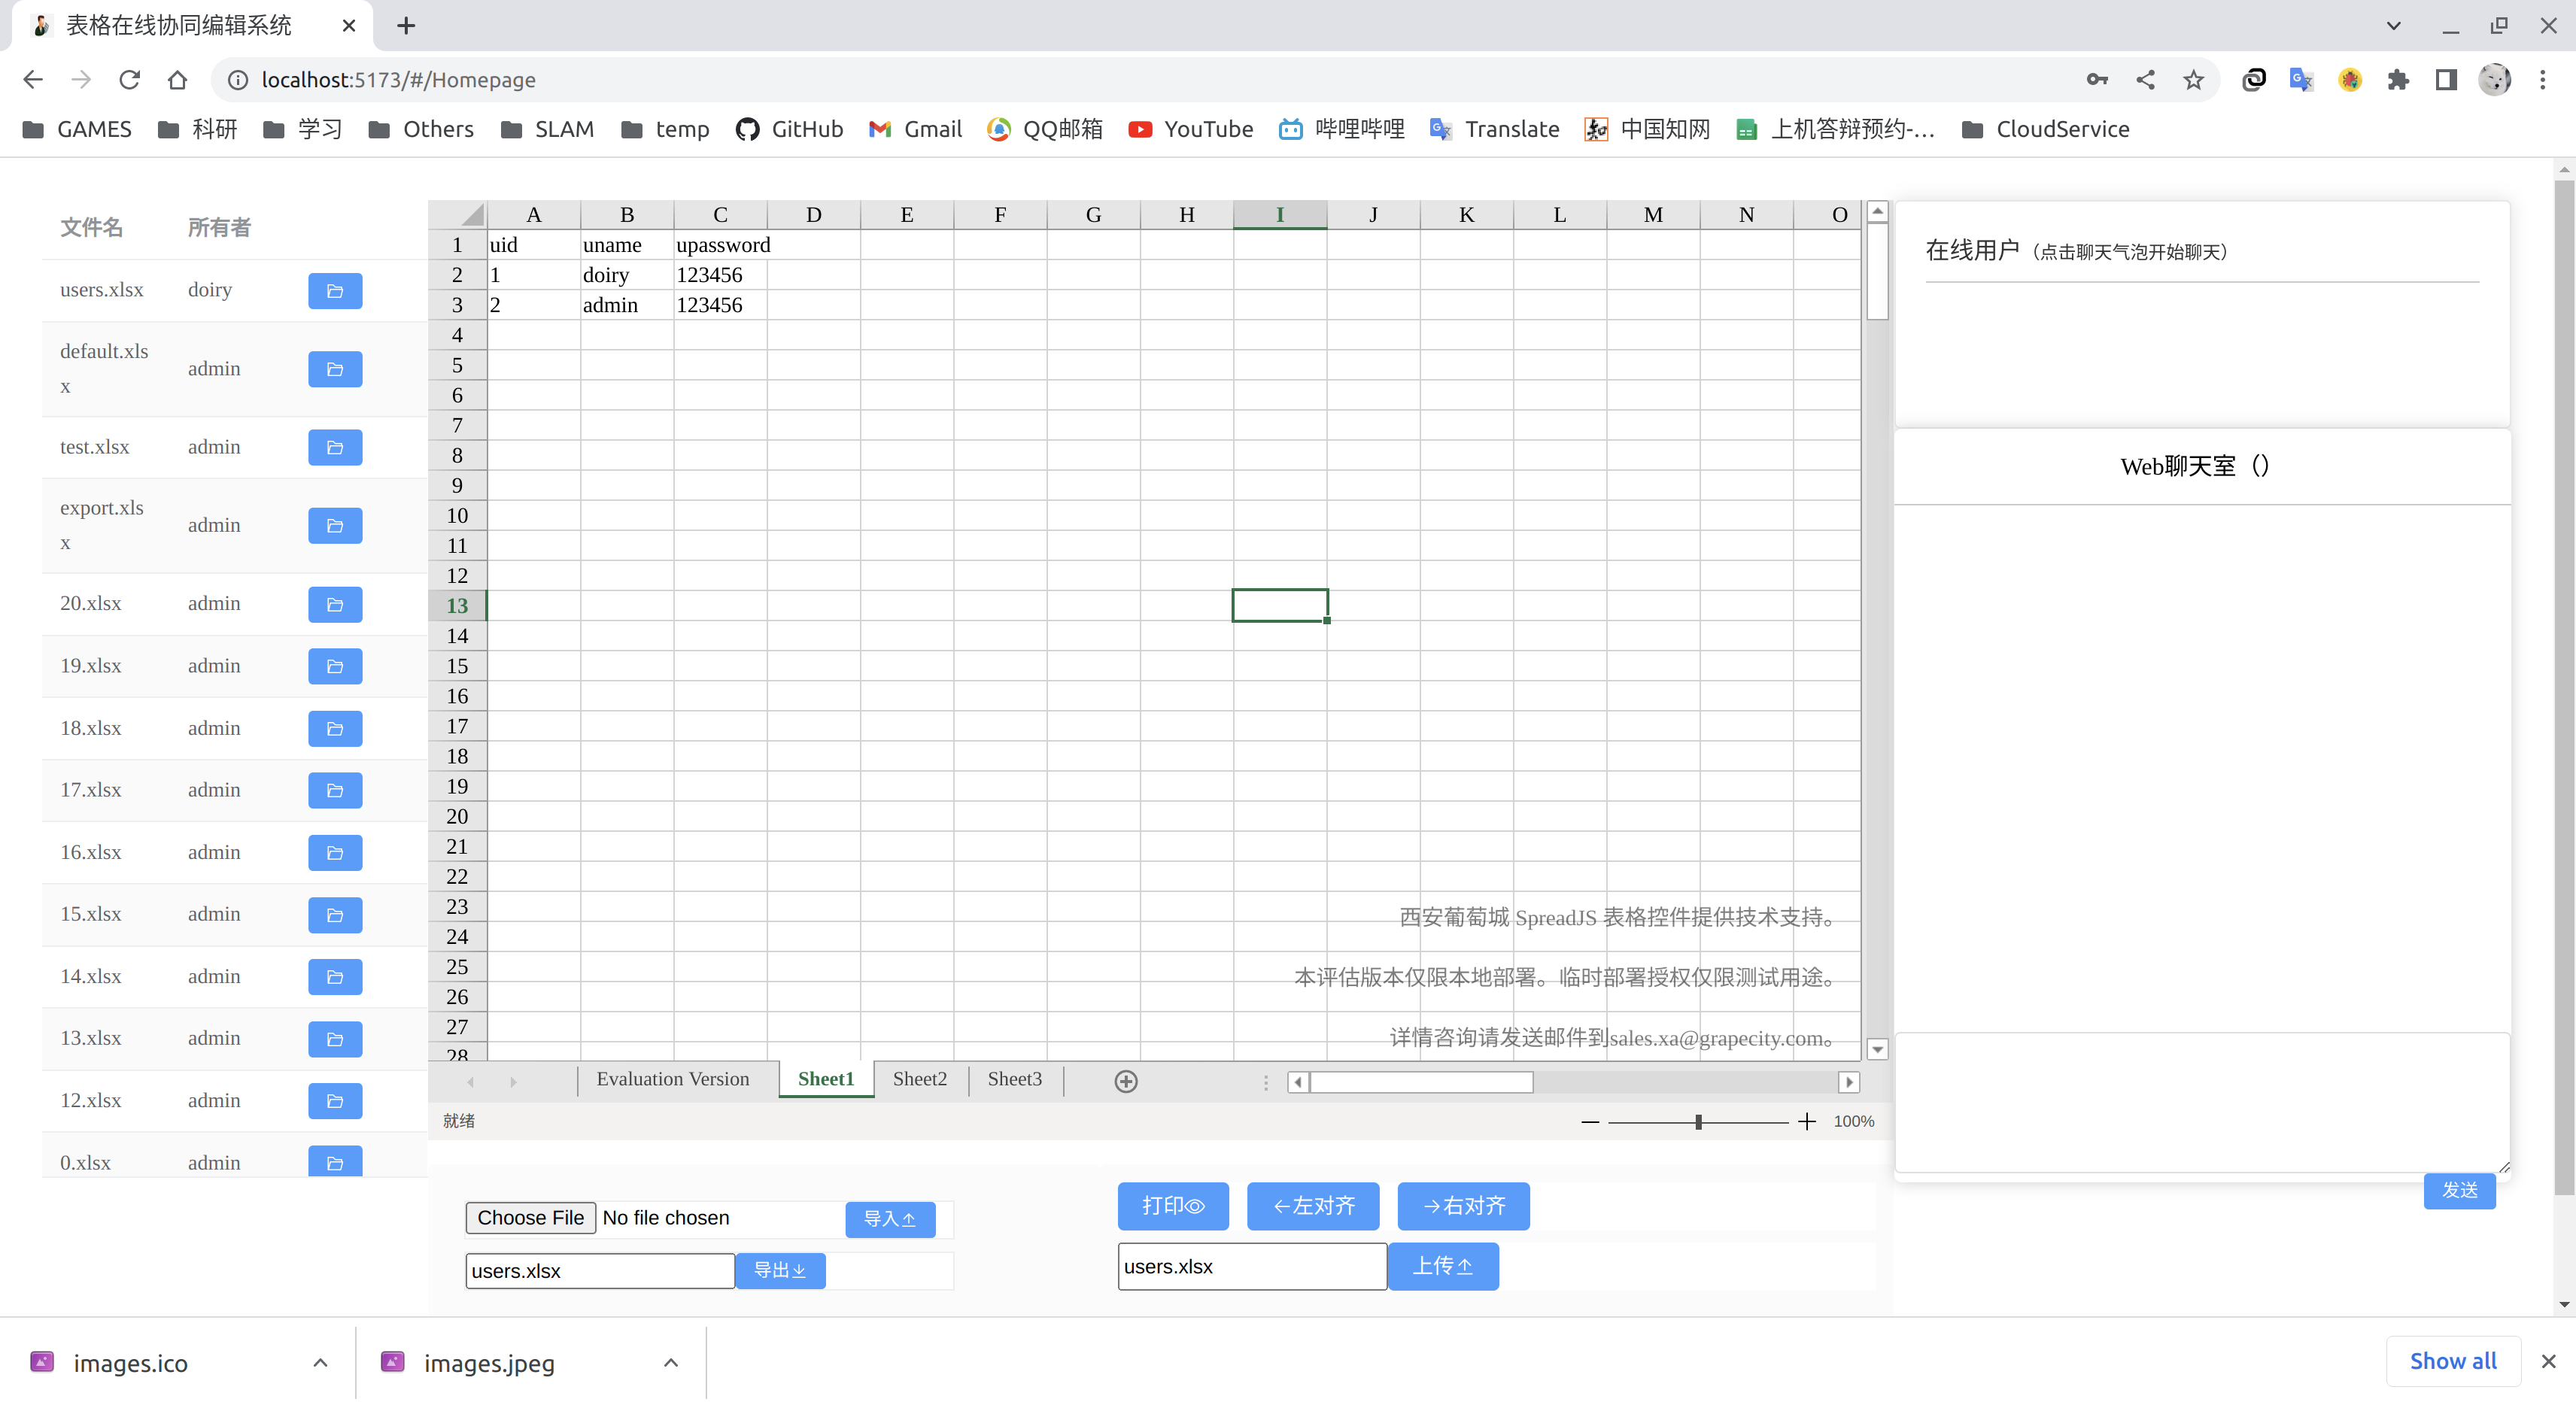 表格在线协同编辑系统
localhost:5173/#/Homepage
GAMES 科研 学习 Others SLAM temp GitHub Gmail QQ邮箱 YouTube 哔哩哔哩 Translate 中国知网 上机答辩预约-... CloudService
文件名 所有者
users.xlsx doiry
default.xls
x admin
test.xlsx admin
export.xls
x admin
20.xlsx admin
19.xlsx admin
18.xlsx admin
17.xlsx admin
16.xlsx admin
15.xlsx admin
14.xlsx admin
13.xlsx admin
12.xlsx admin
0.xlsx admin
A B C D E F G H I J K L M N O
1 uid uname upassword
2 1 doiry 123456
3 2 admin 123456
4
5
6
7
8
9
10
11
12
13
14
15
16
17
18
19
20
21
22
23
24
25
26
27
28
西安葡萄城 SpreadJS 表格控件提供技术支持。
本评估版本仅限本地部署。临时部署授权仅限测试用途。
详情咨询请发送邮件到sales.xa@grapecity.com。
Evaluation Version Sheet1 Sheet2 Sheet3
就绪 100%
Choose File No file chosen 导入
users.xlsx 导出
打印 左对齐 右对齐
users.xlsx 上传
在线用户（点击聊天气泡开始聊天）
Web聊天室（）
发送
images.ico images.jpeg Show all